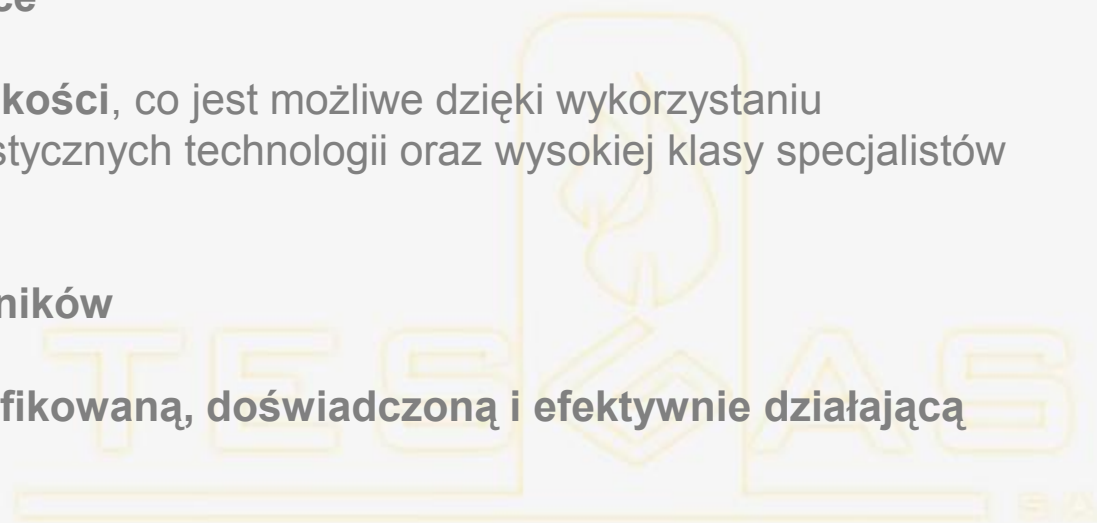 ce
kości, co jest możliwe dzięki wykorzystaniu
stycznych technologii oraz wysokiej klasy specjalistów
ników
fikowaną, doświadczoną i efektywnie działającą
TESGAS
SA